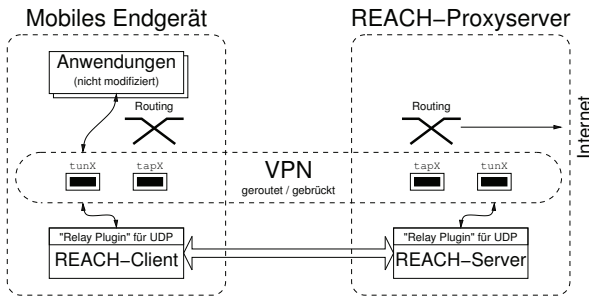 Mobiles Endgerät
REACH−Proxyserver
Anwendungen
(nicht modifiziert)
Routing
Routing
Internet
tunX
tapX
VPN
geroutet / gebrückt
tapX
tunX
"Relay Plugin" für UDP
REACH−Client
"Relay Plugin" für UDP
REACH−Server